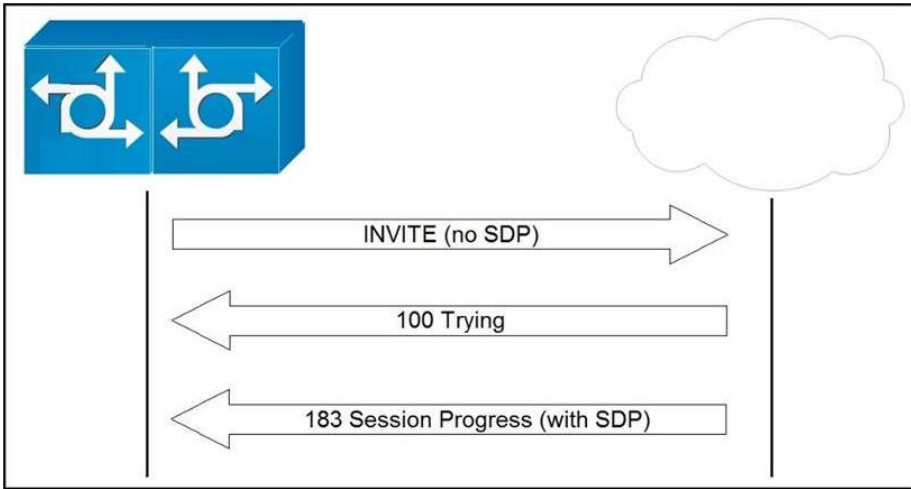 INVITE (no SDP)
100 Trying
183 Session Progress (with SDP)